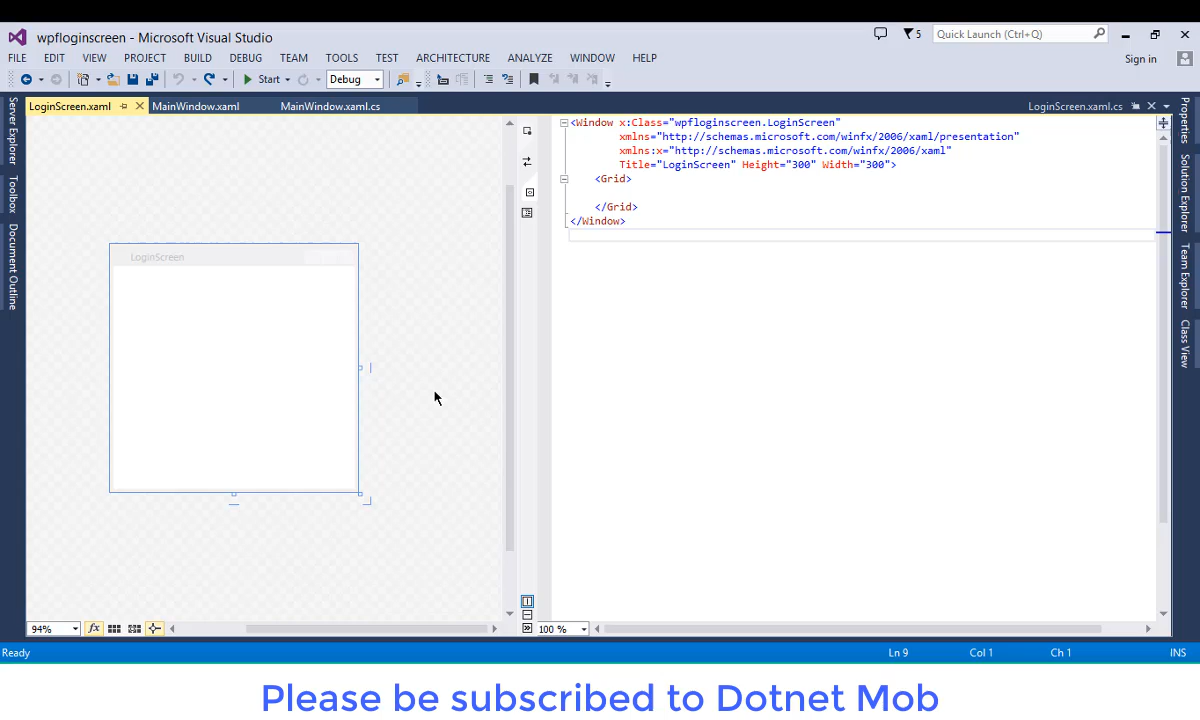 wpfloginscreen - Microsoft Visual Studio
5
Quick Launch (Ctrl+Q)
FILE EDIT VIEW PROJECT BUILD DEBUG TEAM TOOLS TEST ARCHITECTURE ANALYZE WINDOW HELP
Sign in
Start
Debug
LoginScreen.xaml
MainWindow.xaml
MainWindow.xaml.cs
LoginScreen.xaml.cs
Server Explorer
Toolbox
Document Outline
LoginScreen
<Window x:Class="wpfloginscreen.LoginScreen"
xmlns="http://schemas.microsoft.com/winfx/2006/xaml/presentation"
xmlns:x="http://schemas.microsoft.com/winfx/2006/xaml"
Title="LoginScreen" Height="300" Width="300">
<Grid>
</Grid>
</Window>
Properties
Solution Explorer
Team Explorer
Class View
94%
fx
100 %
Ready
Ln 9
Col 1
Ch 1
INS
Please be subscribed to Dotnet Mob